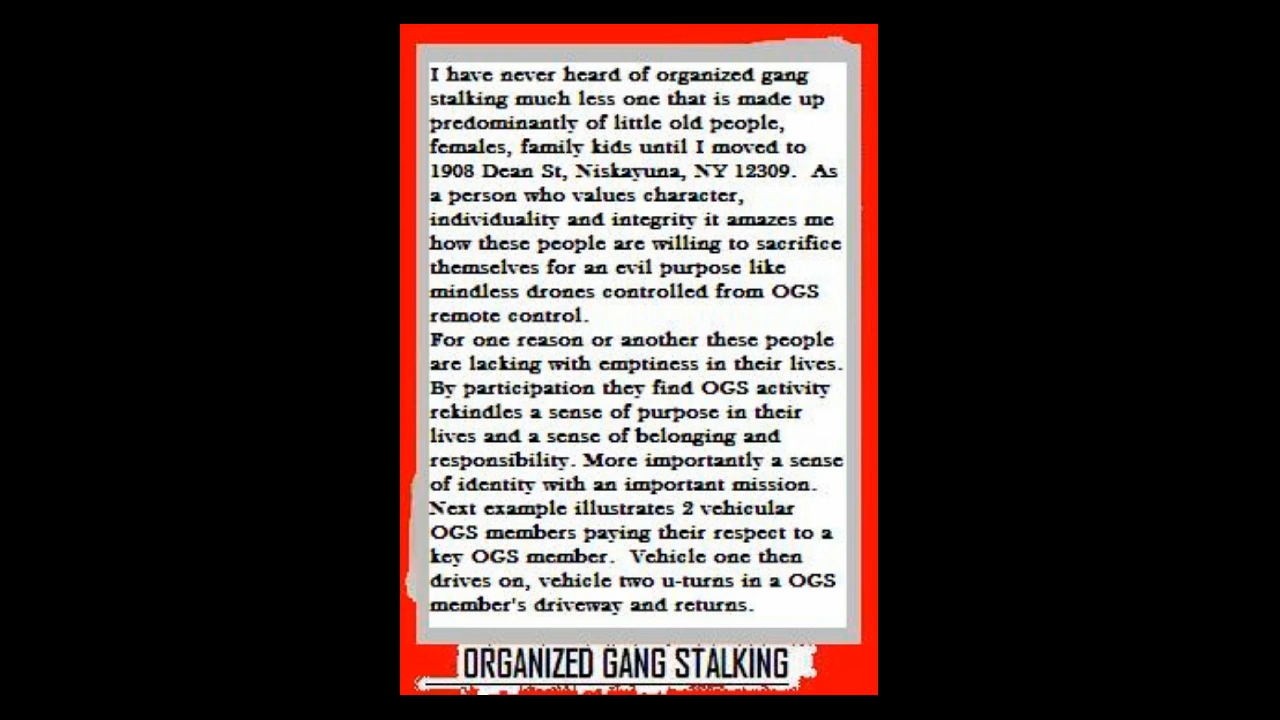 I have never heard of organized gang
stalking much less one that is made up
predominantly of little old people,
females, family kids until I moved to
1908 Dean St, Niskayuna, NY 12309.  As
a person who values character,
individuality and integrity it amazes me
how these people are willing to sacrifice
themselves for an evil purpose like
mindless drones controlled from OGS
remote control.
For one reason or another these people
are lacking with emptiness in their lives.
By participation they find OGS activity
rekindles a sense of purpose in their
lives and a sense of belonging and
responsibility. More importantly a sense
of identity with an important mission.
Next example illustrates 2 vehicular
OGS members paying their respect to a
key OGS member.  Vehicle one then
drives on, vehicle two u-turns in a OGS
member's driveway and returns.
ORGANIZED GANG STALKING